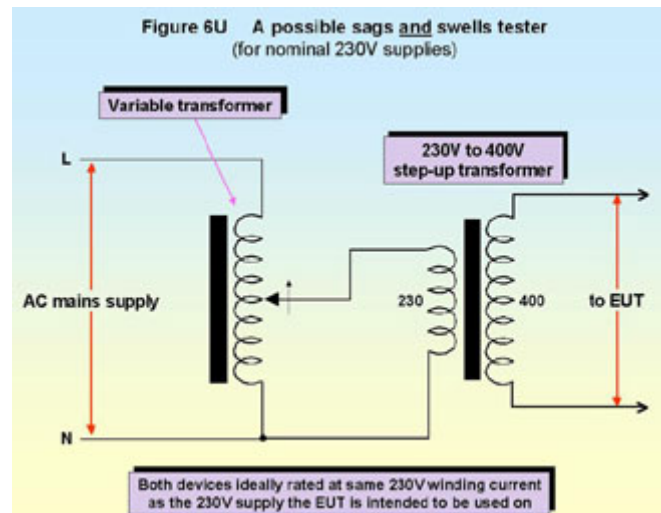 Figure 6U A possible sags and swells tester
(for nominal 230V supplies)
Variable transformer
L
230V to 400V
step-up transformer
AC mains supply
230
400
to EUT
N
Both devices ideally rated at same 230V winding current
as the 230V supply the EUT is intended to be used on